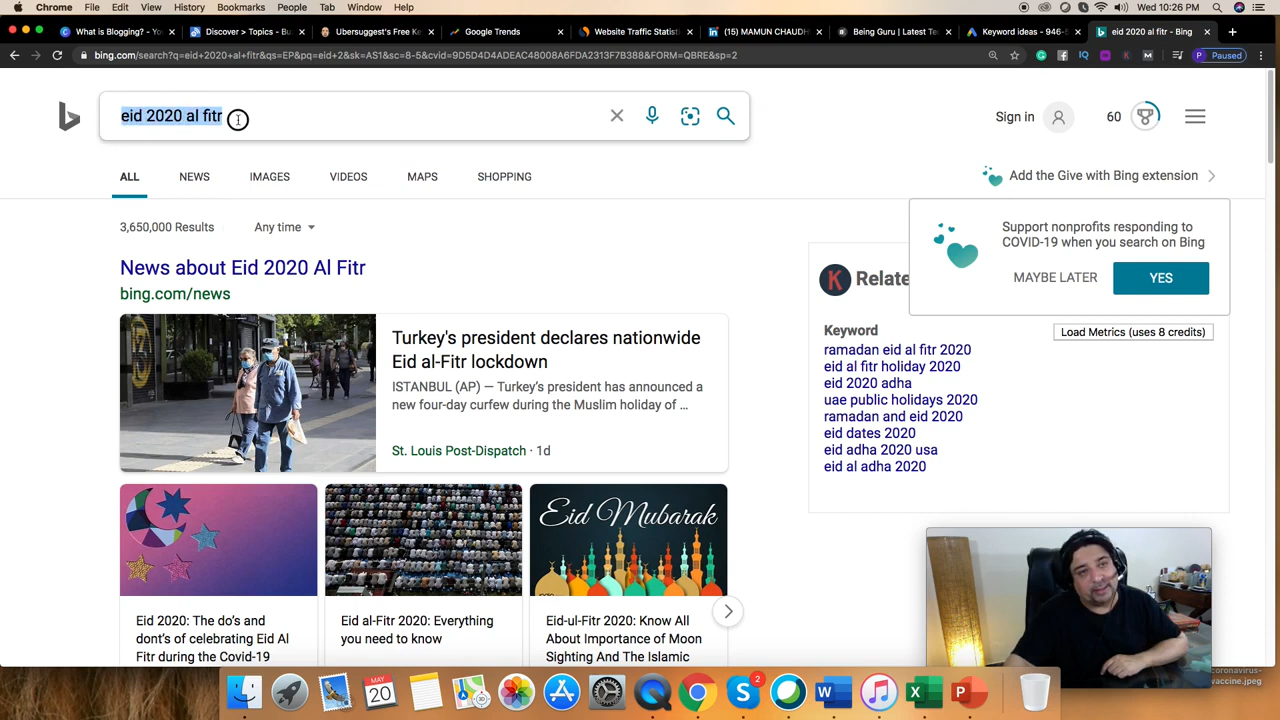 Chrome File Edit View History Bookmarks People Tab Window Help
Wed 10:26 PM
What is Blogging? - Yo
Discover > Topics - Bu
Ubersuggest's Free Ke
Google Trends
Website Traffic Statist
(15) MAMUN CHAUDH
Being Guru | Latest Te
Keyword ideas - 946-5
eid 2020 al fitr - Bing
bing.com/search?q=eid+2020+al+fitr&qs=EP&pq=eid+2&sk=AS1&sc=8-5&cvid=9D5D4D4ADEAC48008A6FDA2313F7B388&FORM=QBRE&sp=2
P Paused
eid 2020 al fitr
Sign in
60
ALL NEWS IMAGES VIDEOS MAPS SHOPPING
Add the Give with Bing extension
3,650,000 Results Any time
Support nonprofits responding to
COVID-19 when you search on Bing
MAYBE LATER YES
News about Eid 2020 Al Fitr
bing.com/news
Turkey's president declares nationwide
Eid al-Fitr lockdown
ISTANBUL (AP) — Turkey's president has announced a
new four-day curfew during the Muslim holiday of ...
St. Louis Post-Dispatch · 1d
K Relate
Keyword
Load Metrics (uses 8 credits)
ramadan eid al fitr 2020
eid al fitr holiday 2020
eid 2020 adha
uae public holidays 2020
ramadan and eid 2020
eid dates 2020
eid adha 2020 usa
eid al adha 2020
Eid Mubarak
Eid 2020: The do's and
dont's of celebrating Eid Al
Fitr during the Covid-19
Eid al-Fitr 2020: Everything
you need to know
Eid-ul-Fitr 2020: Know All
About Importance of Moon
Sighting And The Islamic
coronavirus-
vaccine.jpeg
MAY
20
2